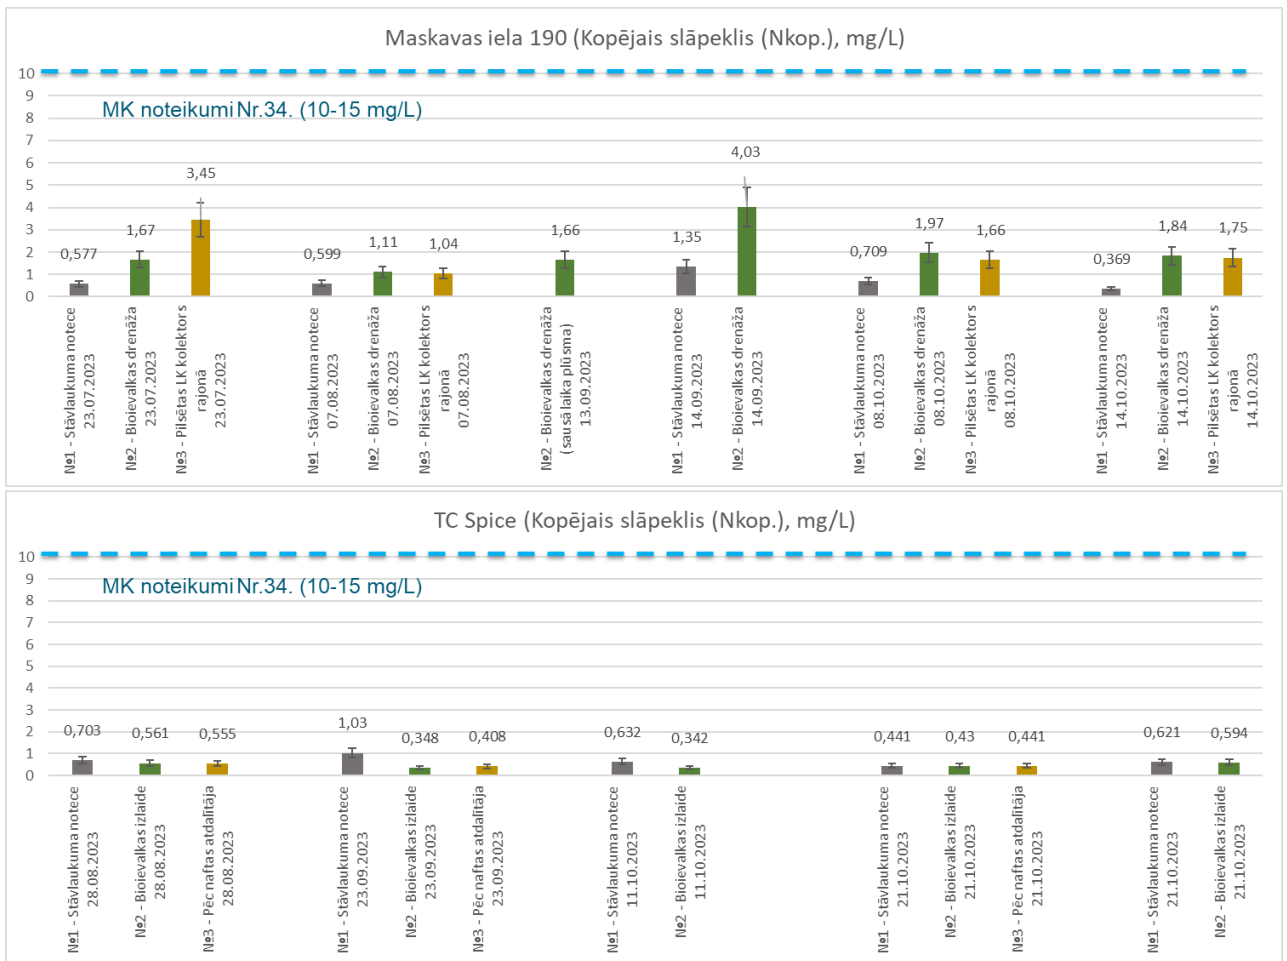 Maskavas iela 190 (Kopējais slāpeklis (Nkop.), mg/L)
10
9
8
7
6
5
4
3
2
1
0
MK noteikumi Nr.34. (10-15 mg/L)
0,577
1,67
3,45
0,599
1,11
1,04
1,66
1,35
4,03
0,709
1,97
1,66
0,369
1,84
1,75
№1 - Stāvlaukuma notece
23.07.2023
№2 - Bioievalkas drenāža
23.07.2023
№3 - Pilsētas LK kolektors
rajonā
23.07.2023
№1 - Stāvlaukuma notece
07.08.2023
№2 - Bioievalkas drenāža
07.08.2023
№3 - Pilsētas LK kolektors
rajonā
07.08.2023
№2 - Bioievalkas drenāža
(sausā laika plūsma)
13.09.2023
№1 - Stāvlaukuma notece
14.09.2023
№2 - Bioievalkas drenāža
14.09.2023
№1 - Stāvlaukuma notece
08.10.2023
№2 - Bioievalkas drenāža
08.10.2023
№3 - Pilsētas LK kolektors
rajonā
08.10.2023
№1 - Stāvlaukuma notece
14.10.2023
№2 - Bioievalkas drenāža
14.10.2023
№3 - Pilsētas LK kolektors
rajonā
14.10.2023
TC Spice (Kopējais slāpeklis (Nkop.), mg/L)
10
9
8
7
6
5
4
3
2
1
0
MK noteikumi Nr.34. (10-15 mg/L)
0,703
0,561
0,555
1,03
0,348
0,408
0,632
0,342
0,441
0,43
0,441
0,621
0,594
№1 - Stāvlaukuma notece
28.08.2023
№2 - Bioievalkas izlaide
28.08.2023
№3 - Pēc naftas atdalītāja
28.08.2023
№1 - Stāvlaukuma notece
23.09.2023
№2 - Bioievalkas izlaide
23.09.2023
№3 - Pēc naftas atdalītāja
23.09.2023
№1 - Stāvlaukuma notece
11.10.2023
№2 - Bioievalkas izlaide
11.10.2023
№1 - Stāvlaukuma notece
21.10.2023
№2 - Bioievalkas izlaide
21.10.2023
№3 - Pēc naftas atdalītāja
21.10.2023
№1 - Stāvlaukuma notece
21.10.2023
№2 - Bioievalkas izlaide
21.10.2023